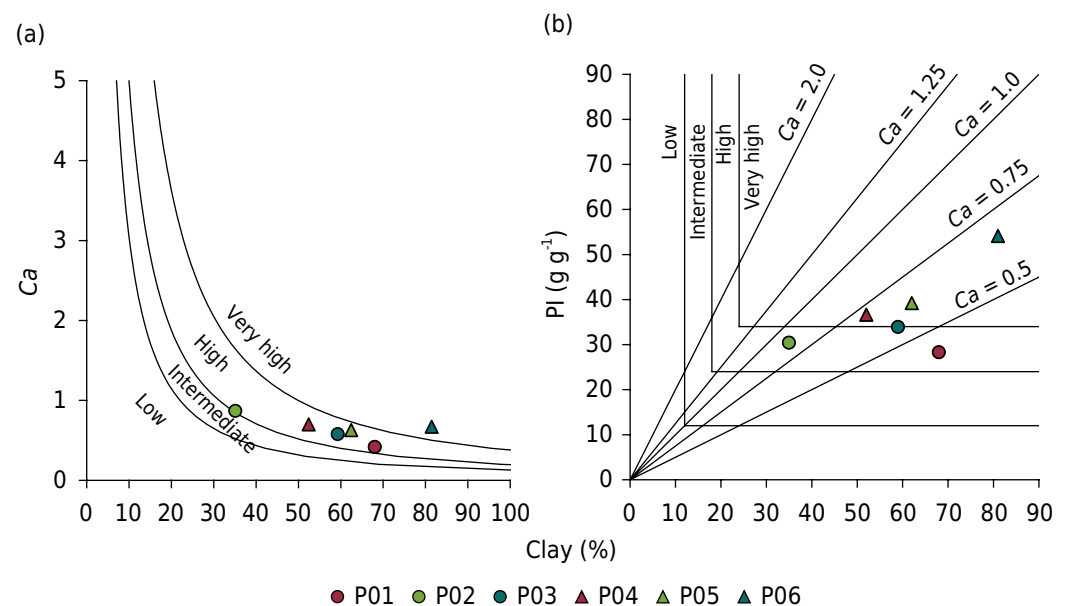 (a)
5
4
3
2
1
0
Ca
Very high
High
Intermediate
Low
0 10 20 30 40 50 60 70 80 90 100
(b)
90
80
70
60
50
40
30
20
10
0
PI (g g⁻¹)
Low
Intermediate
High
Very high
Ca = 2.0
Ca = 1.25
Ca = 1.0
Ca = 0.75
Ca = 0.5
0 10 20 30 40 50 60 70 80 90
Clay (%)
P01 P02 P03 P04 P05 P06